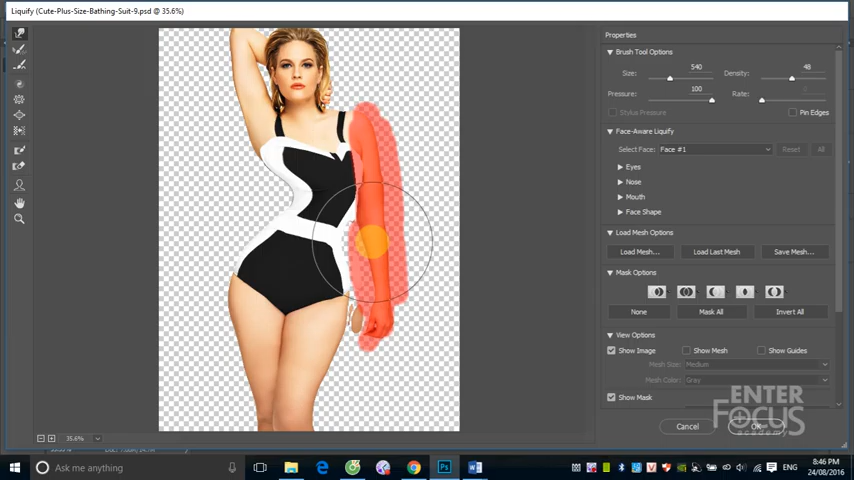 Liquify (Cute-Plus-Size-Bathing-Suit-9.psd @ 35.6%)
Properties
Brush Tool Options
Size: 540 Density: 48
Pressure: 100 Rate: 0
Stylus Pressure Pin Edges
Face-Aware Liquify
Select Face: Face #1 Reset All
Eyes
Nose
Mouth
Face Shape
Load Mesh Options
Load Mesh... Load Last Mesh Save Mesh...
Mask Options
None Mask All Invert All
View Options
Show Image Show Mesh Show Guides
Mesh Size: Medium
Mesh Color: Gray
Show Mask
ENTER
FOCUS
academy
Cancel OK
35.6%
Ask me anything
ENG
8:46 PM
24/08/2016